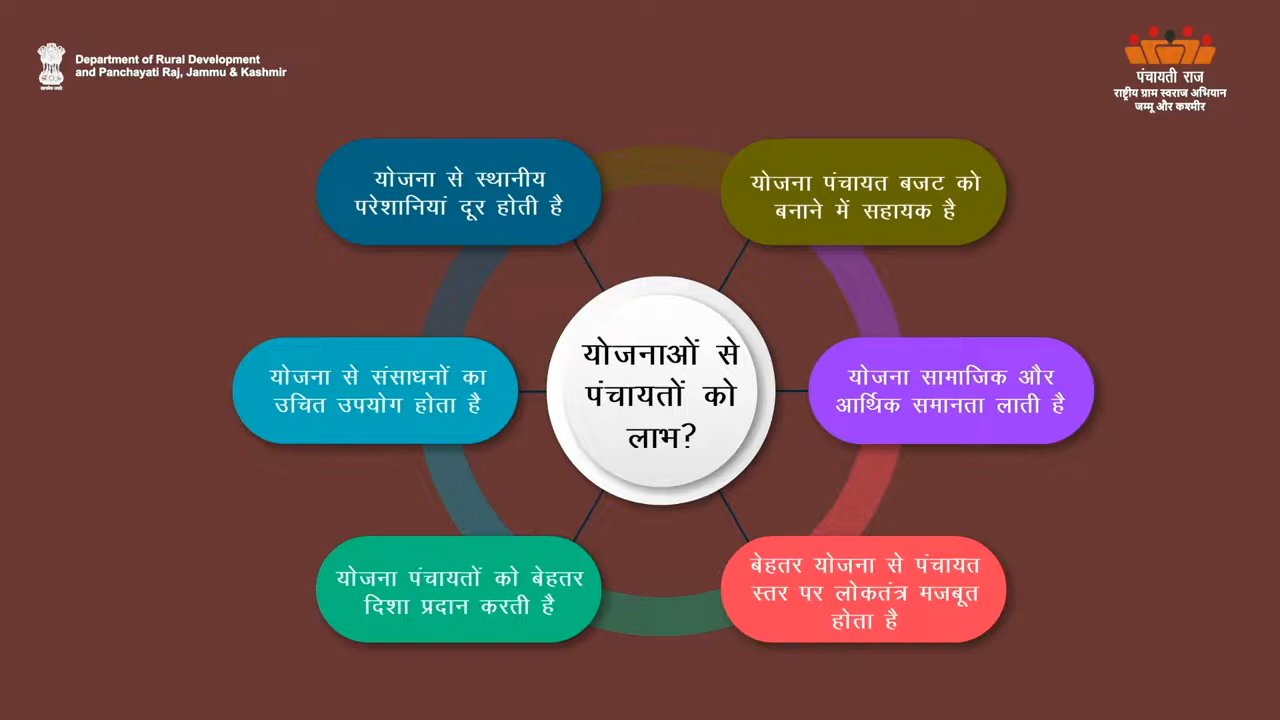 Department of Rural Development
and Panchayati Raj, Jammu & Kashmir
पंचायती राज
राष्ट्रीय ग्राम स्वराज अभियान
जम्मू और कश्मीर
योजना से स्थानीय
परेशानियां दूर होती है
योजना पंचायत बजट को
बनाने में सहायक है
योजना से संसाधनों का
उचित उपयोग होता है
योजनाओं से
पंचायतों को
लाभ?
योजना सामाजिक और
आर्थिक समानता लाती है
योजना पंचायतों को बेहतर
दिशा प्रदान करती है
बेहतर योजना से पंचायत
स्तर पर लोकतंत्र मजबूत
होता है